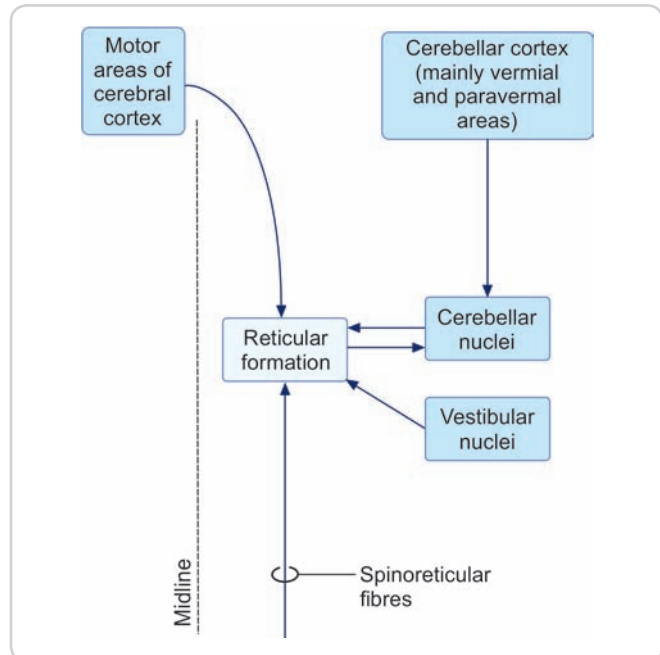 Motor
areas of
cerebral
cortex
Cerebellar cortex
(mainly vermial
and paravermal
areas)
Reticular
formation
Cerebellar
nuclei
Vestibular
nuclei
Spinoreticular
fibres
Midline